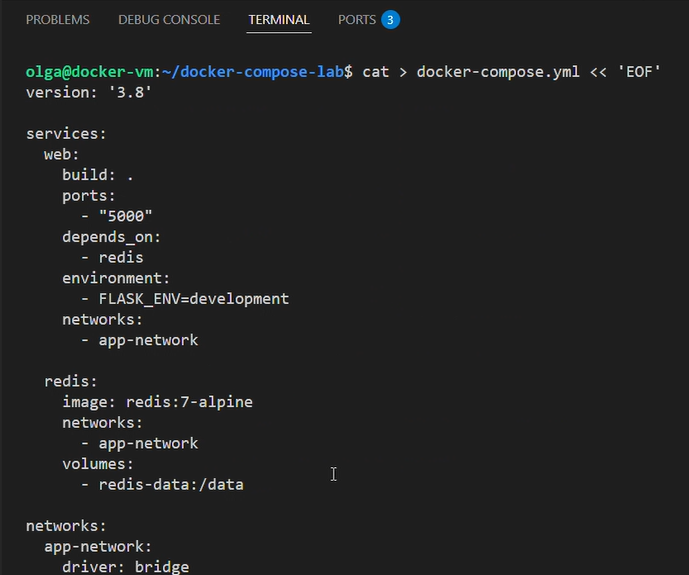 PROBLEMS DEBUG CONSOLE TERMINAL PORTS 3
olga@docker-vm:~/docker-compose-lab$ cat > docker-compose.yml << 'EOF'
version: '3.8'

services:
  web:
    build: .
    ports:
      - "5000"
    depends_on:
      - redis
    environment:
      - FLASK_ENV=development
    networks:
      - app-network

  redis:
    image: redis:7-alpine
    networks:
      - app-network
    volumes:
      - redis-data:/data

networks:
  app-network:
    driver: bridge